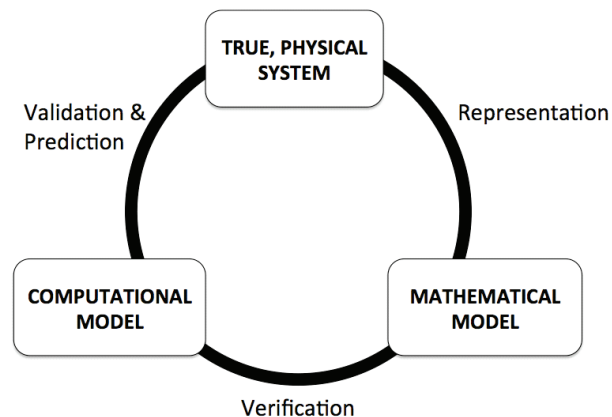 TRUE, PHYSICAL
SYSTEM
Validation &
Prediction
Representation
COMPUTATIONAL
MODEL
MATHEMATICAL
MODEL
Verification